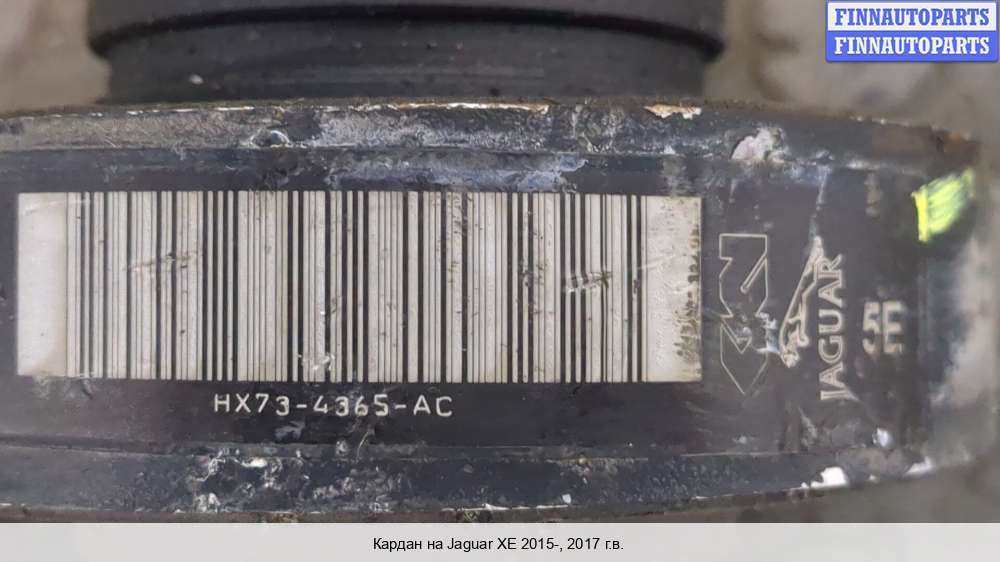 FINNAUTOPARTS
FINNAUTOPARTS
HX73-4365-AC
JAGUAR
5E
Кардан на Jaguar XE 2015-, 2017 г.в.